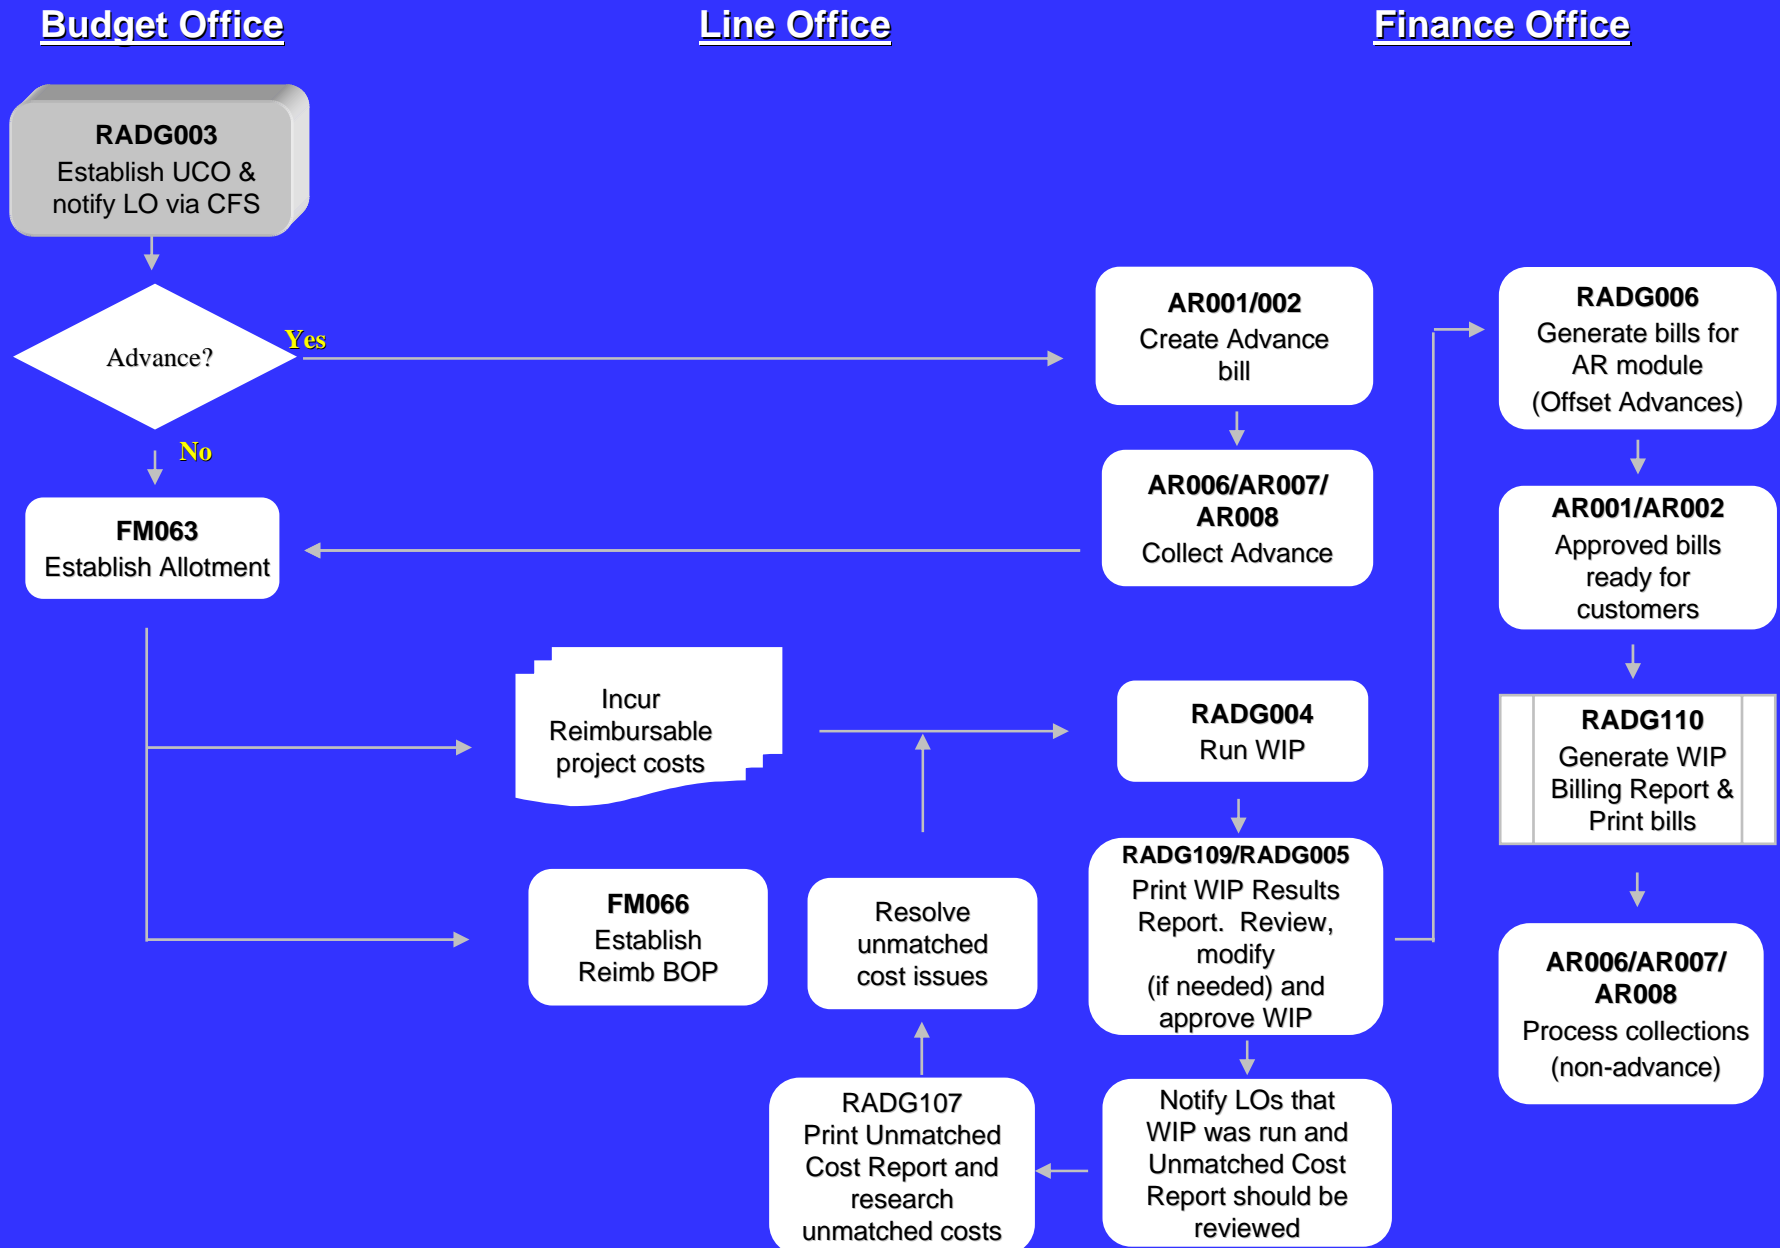 Budget Office
Line Office
Finance Office
RADG003
Establish UCO &
notify LO via CFS
Advance?
Yes
No
FM063
Establish Allotment
AR001/002
Create Advance
bill
AR006/AR007/
AR008
Collect Advance
Incur
Reimbursable
project costs
FM066
Establish
Reimb BOP
Resolve
unmatched
cost issues
RADG107
Print Unmatched
Cost Report and
research
unmatched costs
RADG004
Run WIP
RADG109/RADG005
Print WIP Results
Report.  Review,
modify
(if needed) and
approve WIP
Notify LOs that
WIP was run and
Unmatched Cost
Report should be
reviewed
RADG006
Generate bills for
AR module
(Offset Advances)
AR001/AR002
Approved bills
ready for
customers
RADG110
Generate WIP
Billing Report &
Print bills
AR006/AR007/
AR008
Process collections
(non-advance)